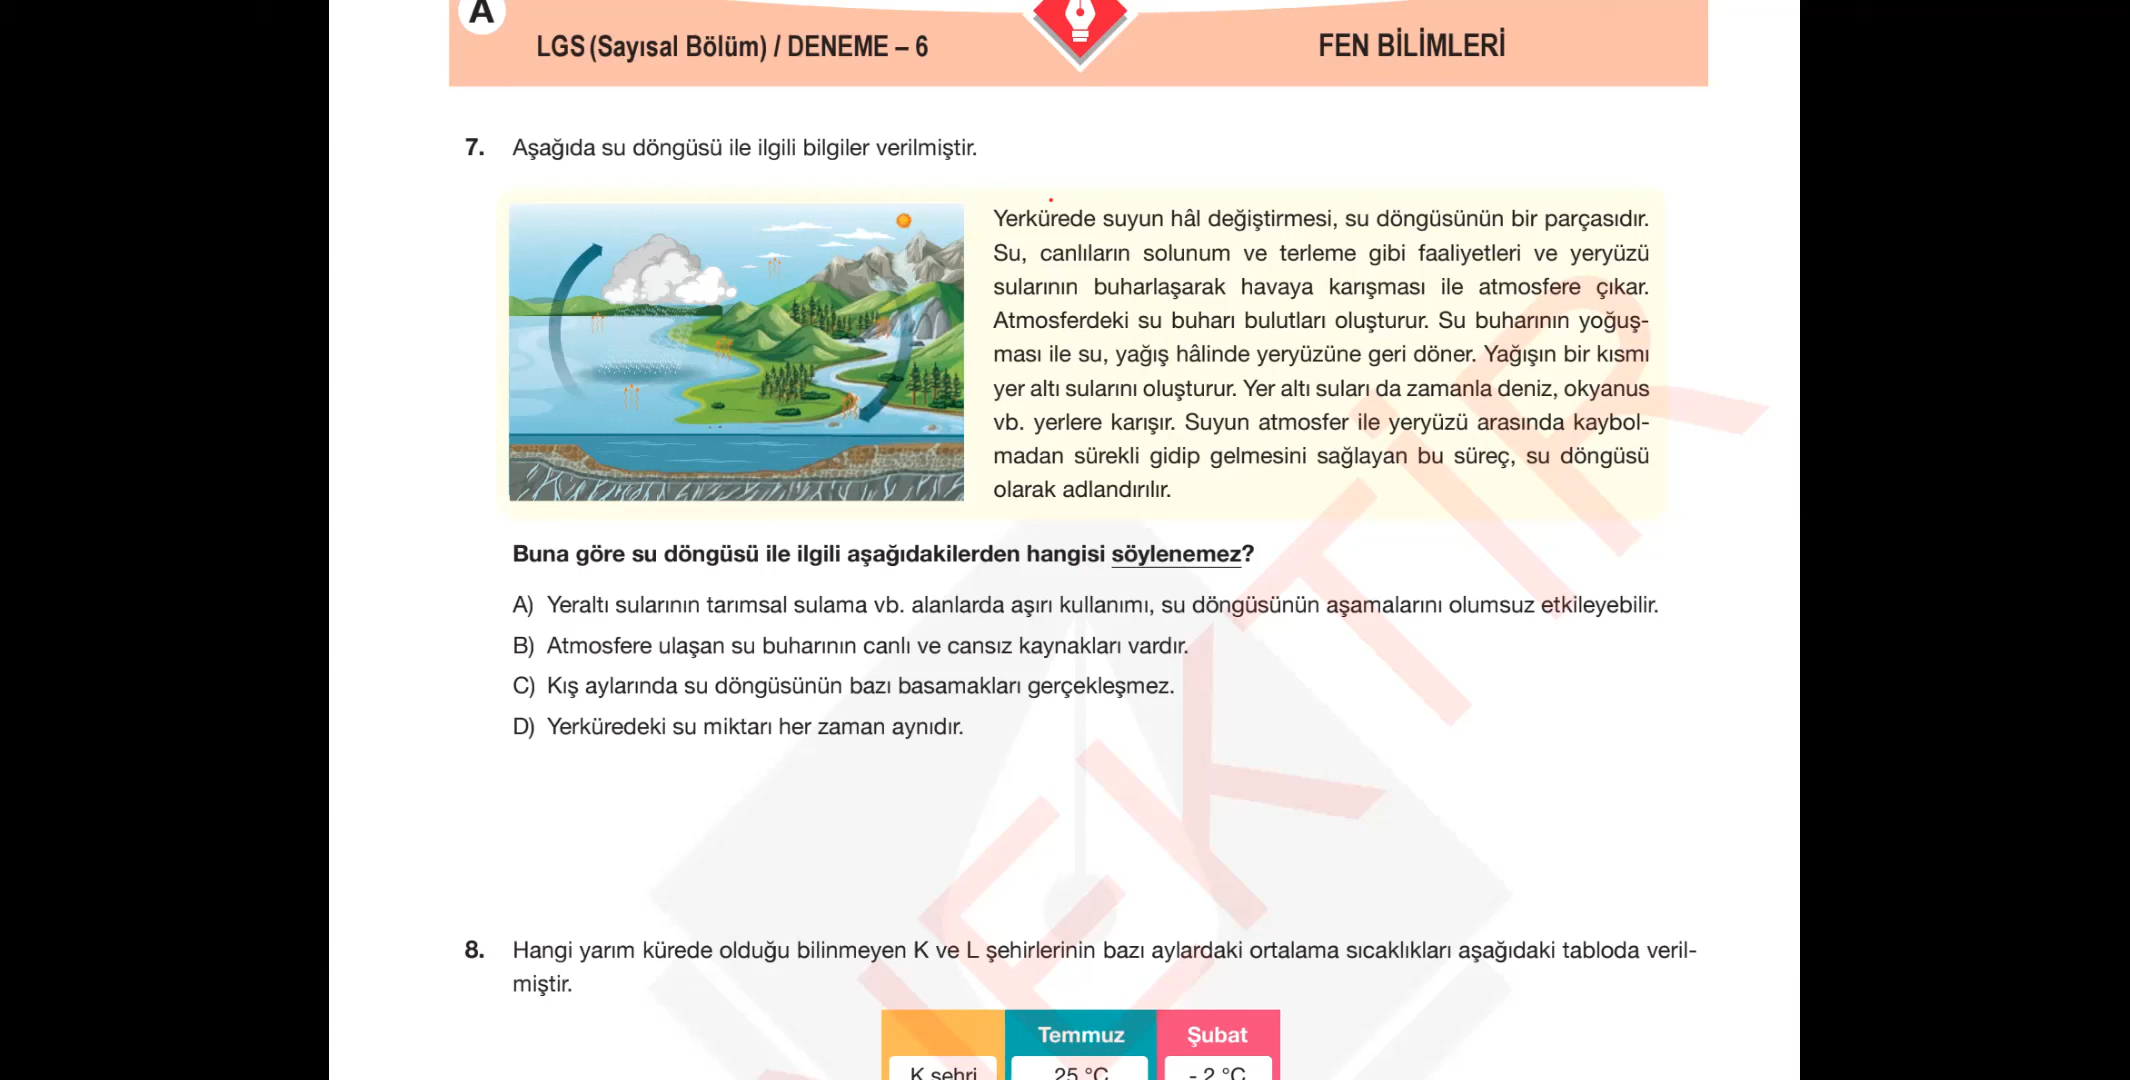 A
LGS (Sayısal Bölüm) / DENEME – 6
FEN BİLİMLERİ
7. Aşağıda su döngüsü ile ilgili bilgiler verilmiştir.
Yerkürede suyun hâl değiştirmesi, su döngüsünün bir parçasıdır.
Su, canlıların solunum ve terleme gibi faaliyetleri ve yeryüzü
sularının buharlaşarak havaya karışması ile atmosfere çıkar.
Atmosferdeki su buharı bulutları oluşturur. Su buharının yoğuş-
ması ile su, yağış hâlinde yeryüzüne geri döner. Yağışın bir kısmı
yer altı sularını oluşturur. Yer altı suları da zamanla deniz, okyanus
vb. yerlere karışır. Suyun atmosfer ile yeryüzü arasında kaybol-
madan sürekli gidip gelmesini sağlayan bu süreç, su döngüsü
olarak adlandırılır.
Buna göre su döngüsü ile ilgili aşağıdakilerden hangisi söylenemez?
A) Yeraltı sularının tarımsal sulama vb. alanlarda aşırı kullanımı, su döngüsünün aşamalarını olumsuz etkileyebilir.
B) Atmosfere ulaşan su buharının canlı ve cansız kaynakları vardır.
C) Kış aylarında su döngüsünün bazı basamakları gerçekleşmez.
D) Yerküredeki su miktarı her zaman aynıdır.
8. Hangi yarım kürede olduğu bilinmeyen K ve L şehirlerinin bazı aylardaki ortalama sıcaklıkları aşağıdaki tabloda veril-
miştir.
Temmuz Şubat
K şehri 25 °C - 2 °C